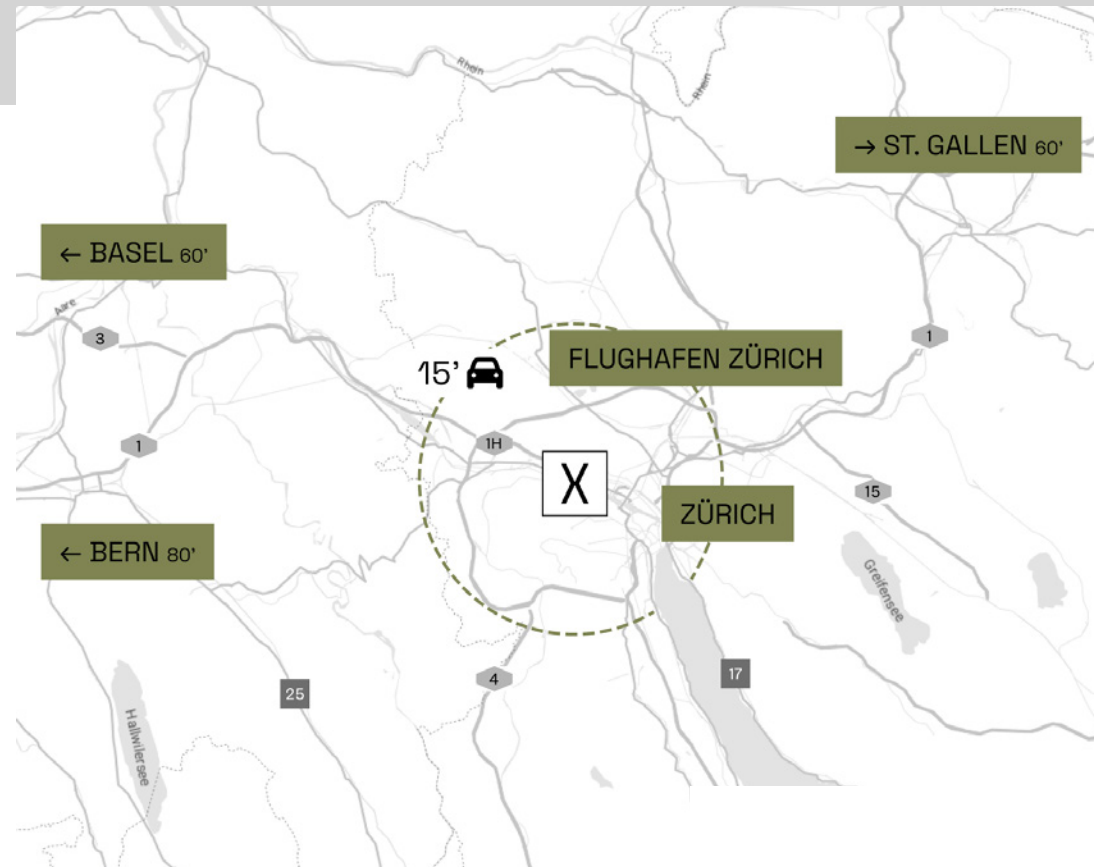 Rhein
Rhein
→ ST. GALLEN 60'
← BASEL 60'
Aare
3
1
FLUGHAFEN ZÜRICH
15'
1
1H
X
15
ZÜRICH
← BERN 80'
Greifensee
4
17
25
Hallwilersee